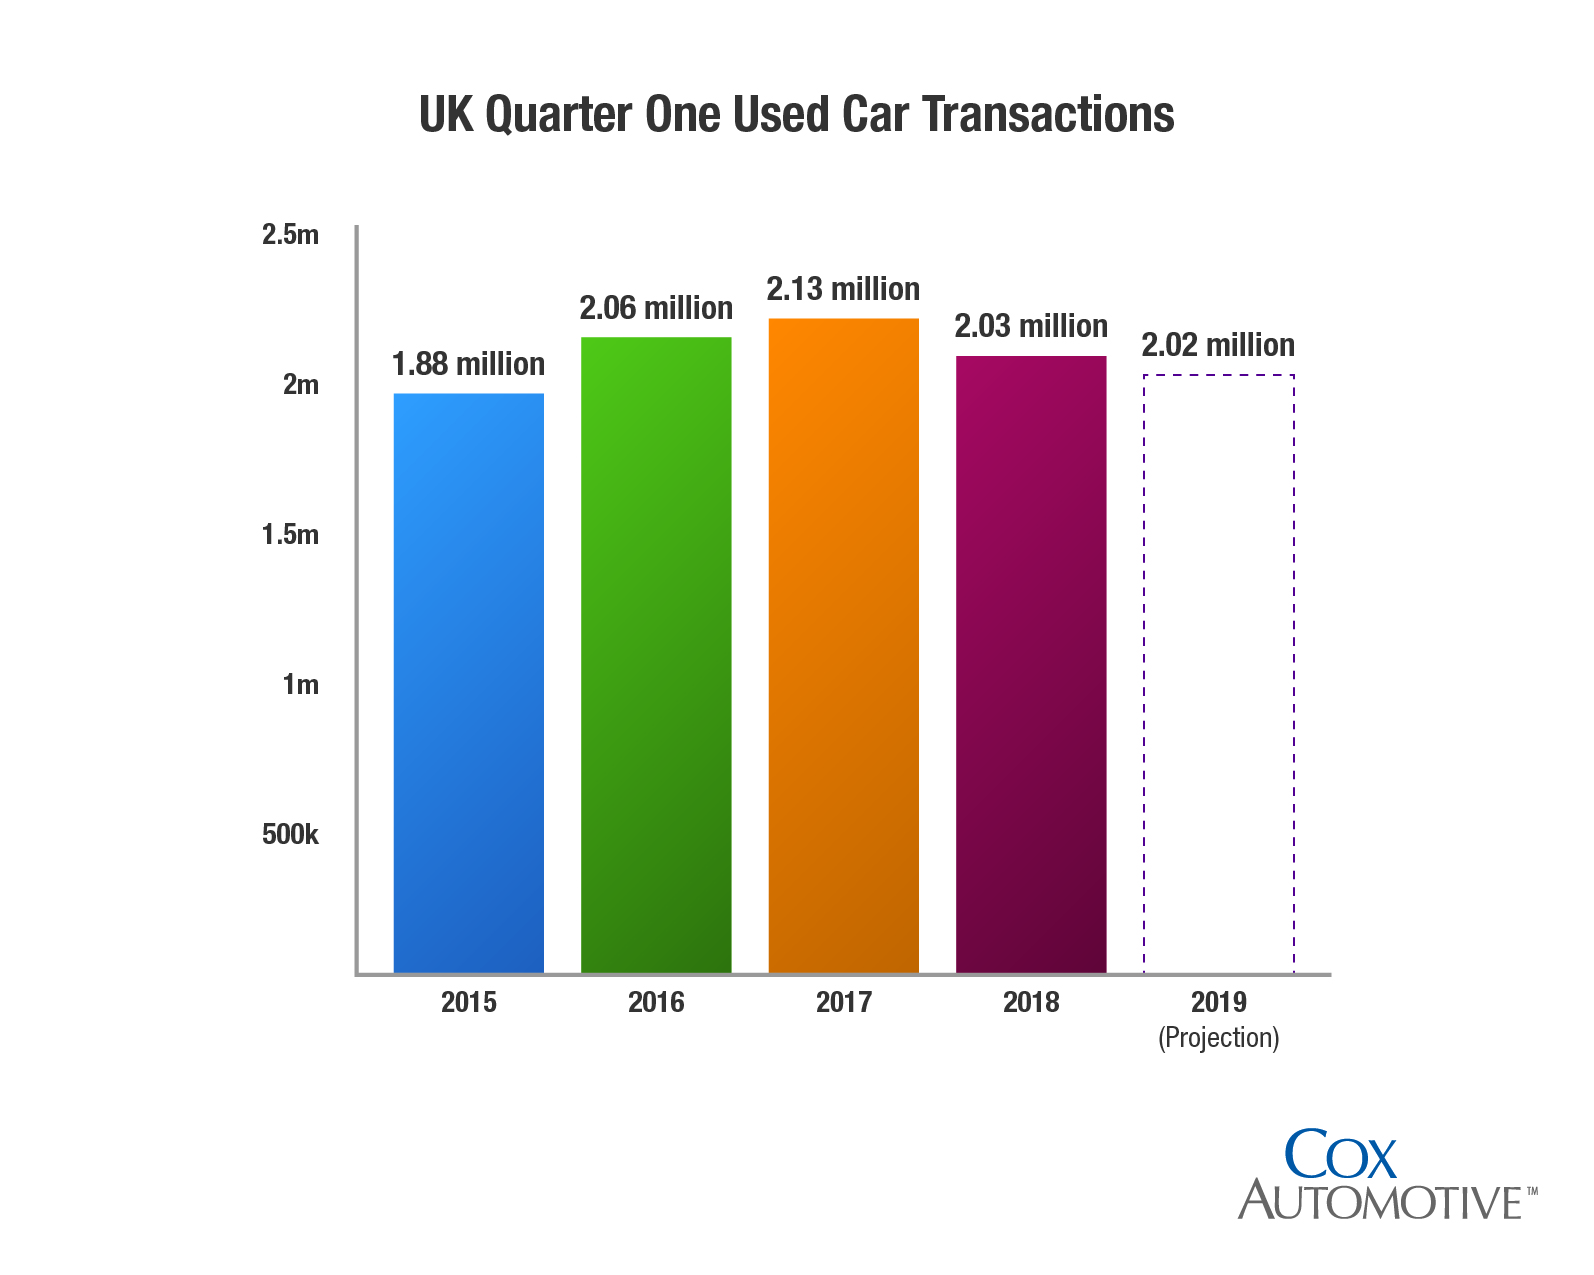 UK Quarter One Used Car Transactions
2.5m
2m
1.5m
1m
500k
1.88 million
2.06 million
2.13 million
2.03 million
2.02 million
2015
2016
2017
2018
2019
(Projection)
COX
AUTOMOTIVE™